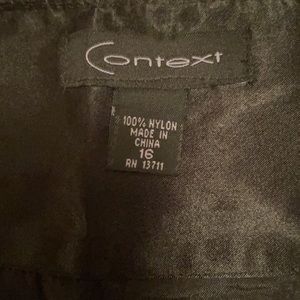 Context
100% NYLON
MADE IN
CHINA
16
RN 13711